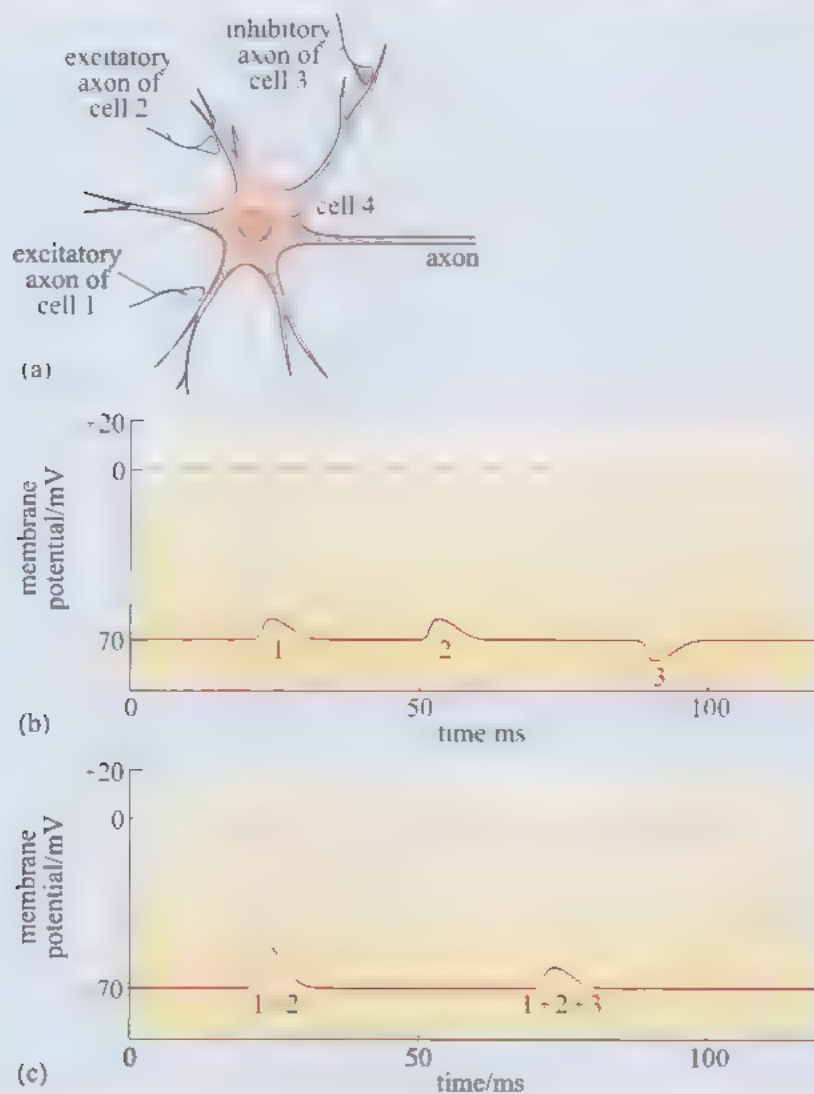 excitatory
axon of
cell 2
inhibitory
axon of
cell 3
cell 4
axon
excitatory
axon of
cell 1
(a)
+20
0
membrane
potential/mV
70
1
2
3
0
50
100
time ms
(b)
+20
0
membrane
potential/mV
70
1 2
1 + 2 + 3
0
50
100
time/ms
(c)